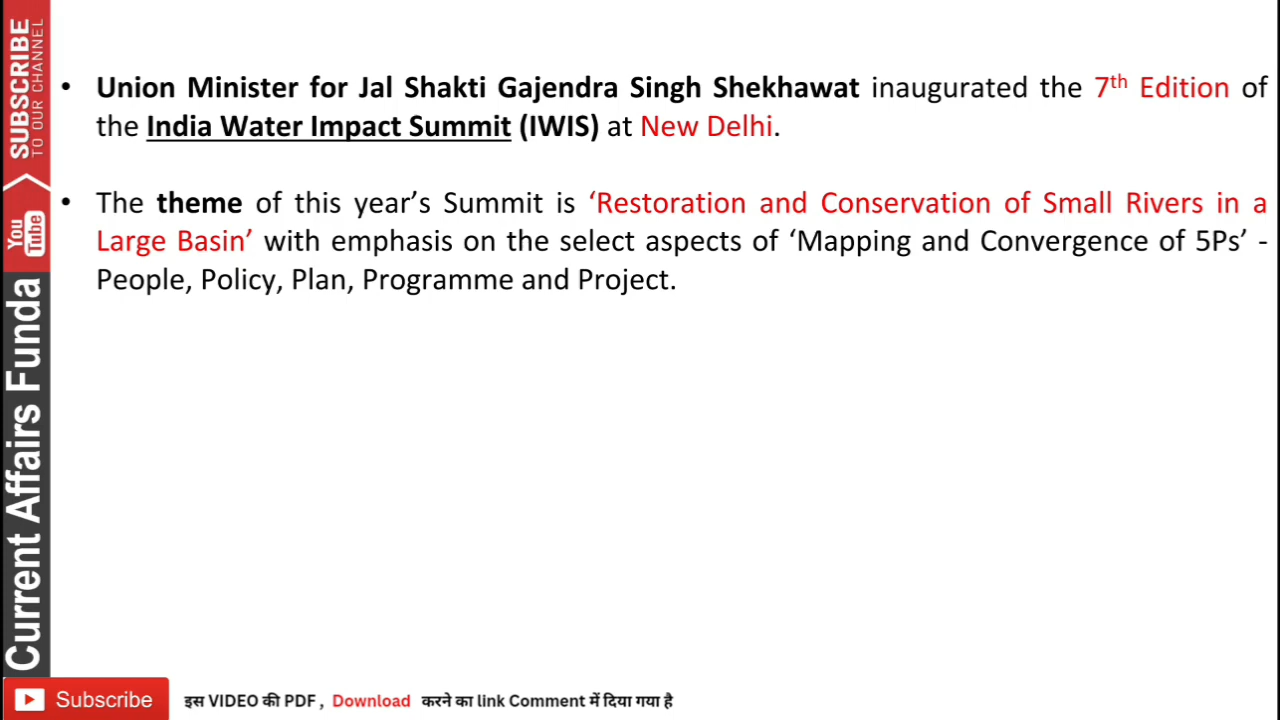 • Union Minister for Jal Shakti Gajendra Singh Shekhawat inaugurated the 7th Edition of
the India Water Impact Summit (IWIS) at New Delhi.
• The theme of this year’s Summit is ‘Restoration and Conservation of Small Rivers in a
Large Basin’ with emphasis on the select aspects of ‘Mapping and Convergence of 5Ps’ -
People, Policy, Plan, Programme and Project.
SUBSCRIBE
TO OUR CHANNEL
You
Tube
Current Affairs Funda
Subscribe
इस VIDEO की PDF , Download करने का link Comment में दिया गया है